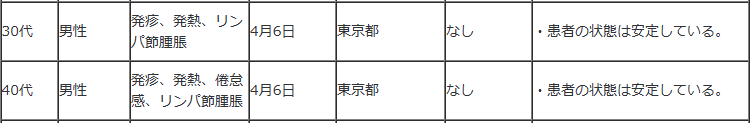 30代 男性 発疹、発熱、リン
パ節腫脹 4月6日 東京都 なし ・患者の状態は安定している。
40代 男性 発疹、発熱、倦怠
感、リンパ節腫脹 4月6日 東京都 なし ・患者の状態は安定している。